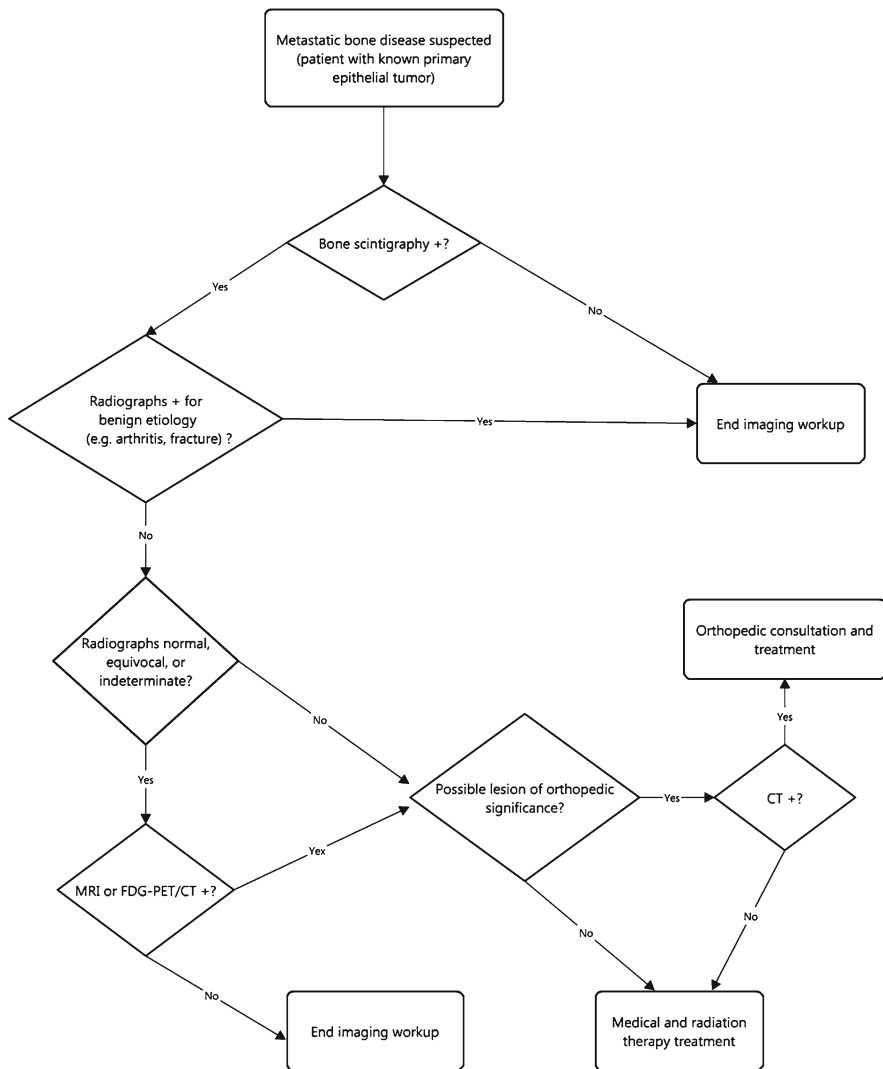 Metastatic bone disease suspected
(patient with known primary
epithelial tumor)
Bone scintigraphy +?
Yes
No
Radiographs + for
benign etiology
(e.g. arthritis, fracture) ?
Yes
End imaging workup
No
Radiographs normal,
equivocal, or
indeterminate?
Orthopedic consultation and
treatment
No
Yes
Yes
Possible lesion of orthopedic
significance?
Yes
CT +?
MRI or FDG-PET/CT +?
Yex
No
No
No
End imaging workup
Medical and radiation
therapy treatment